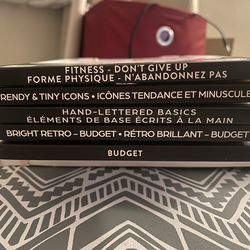 FITNESS - DON'T GIVE UP
FORME PHYSIQUE - N'ABANDONNEZ PAS
TRENDY & TINY ICONS • ICÔNES TENDANCE ET MINUSCULE
HAND-LETTERED BASICS
ÉLÉMENTS DE BASE ÉCRITS À LA MAIN
BRIGHT RETRO - BUDGET • RÉTRO BRILLANT - BUDGET
BUDGET